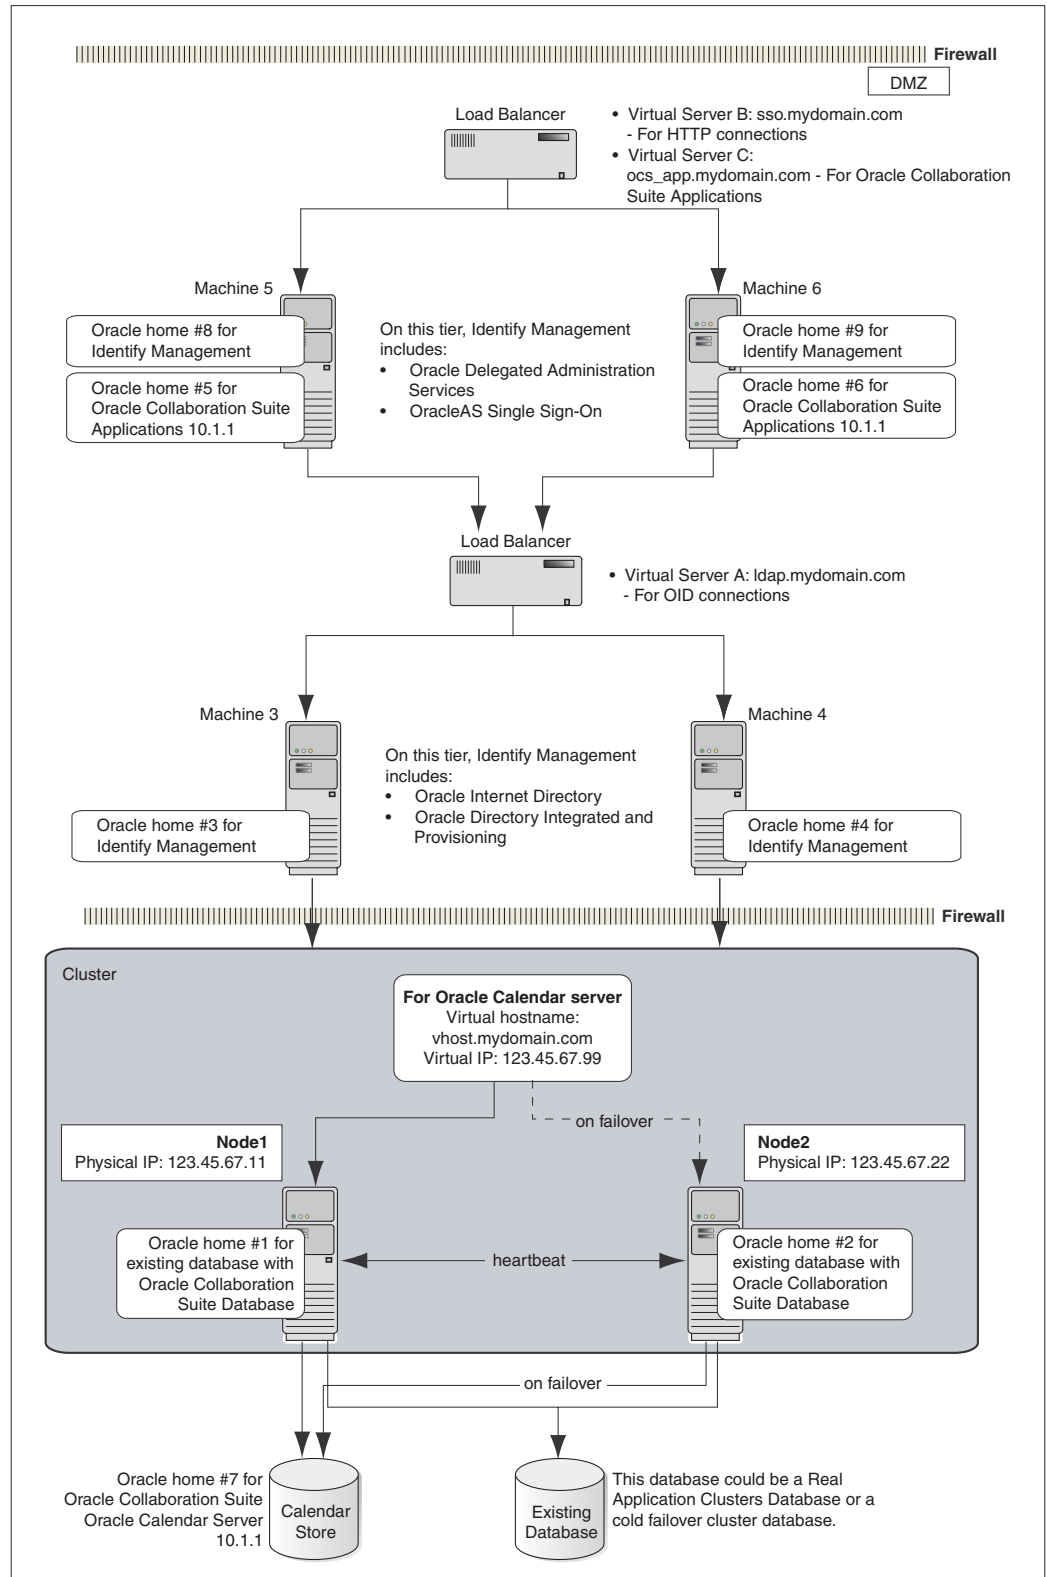 Firewall
DMZ
Load Balancer
• Virtual Server B: sso.mydomain.com
- For HTTP connections
• Virtual Server C:
ocs_app.mydomain.com - For Oracle Collaboration
Suite Applications
Machine 5
Machine 6
Oracle home #8 for
Identify Management
Oracle home #5 for
Oracle Collaboration Suite
Applications 10.1.1
On this tier, Identify Management
includes:
• Oracle Delegated Administration
Services
• OracleAS Single Sign-On
Oracle home #9 for
Identify Management
Oracle home #6 for
Oracle Collaboration Suite
Applications 10.1.1
Load Balancer
• Virtual Server A: ldap.mydomain.com
- For OID connections
Machine 3
Machine 4
Oracle home #3 for
Identify Management
On this tier, Identify Management
includes:
• Oracle Internet Directory
• Oracle Directory Integrated and
Provisioning
Oracle home #4 for
Identify Management
Firewall
Cluster
For Oracle Calendar server
Virtual hostname:
vhost.mydomain.com
Virtual IP: 123.45.67.99
on failover
Node1
Physical IP: 123.45.67.11
Node2
Physical IP: 123.45.67.22
Oracle home #1 for
existing database with
Oracle Collaboration
Suite Database
heartbeat
Oracle home #2 for
existing database with
Oracle Collaboration
Suite Database
on failover
Oracle home #7 for
Oracle Collaboration Suite
Oracle Calendar Server
10.1.1
Calendar
Store
Existing
Database
This database could be a Real
Application Clusters Database or a
cold failover cluster database.